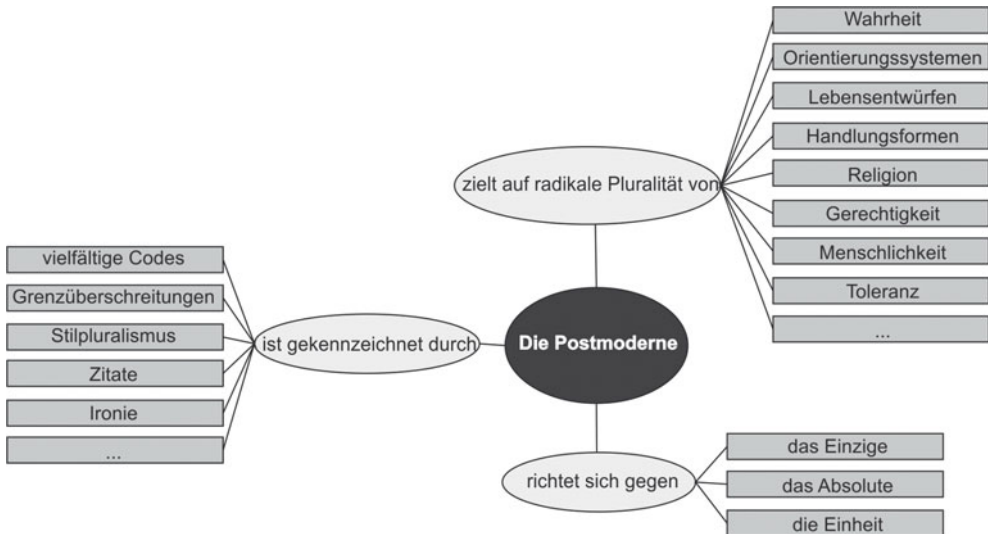 Wahrheit
Orientierungssystemen
Lebensentwürfen
Handlungsformen
zielt auf radikale Pluralität von
Religion
Gerechtigkeit
Menschlichkeit
Toleranz
...
vielfältige Codes
Grenzüberschreitungen
Stilpluralismus
Zitate
Ironie
...
ist gekennzeichnet durch
Die Postmoderne
richtet sich gegen
das Einzige
das Absolute
die Einheit